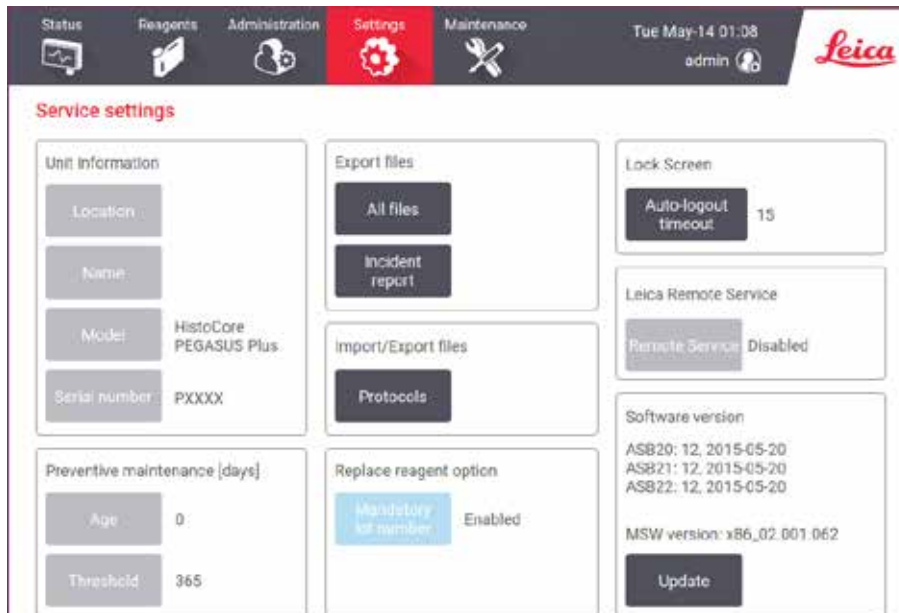 Status
Reagents
Administration
Settings
Maintenance
Tue May-14 01:08
admin
Leica
Service settings
Unit Information
Location
Name
Model
HistoCore
PEGASUS Plus
Serial number
PXXXX
Preventive maintenance [days]
Age
0
Threshold
365
Export files
All files
Incident
report
Import/Export files
Protocols
Replace reagent option
Mandatory
lot number
Enabled
Lock Screen
Auto-logout
timeout
15
Leica Remote Service
Remote Service
Disabled
Software version
ASB20: 12, 2015-05-20
ASB21: 12, 2015-05-20
ASB22: 12, 2015-05-20
MSW version: x86_02.001.062
Update